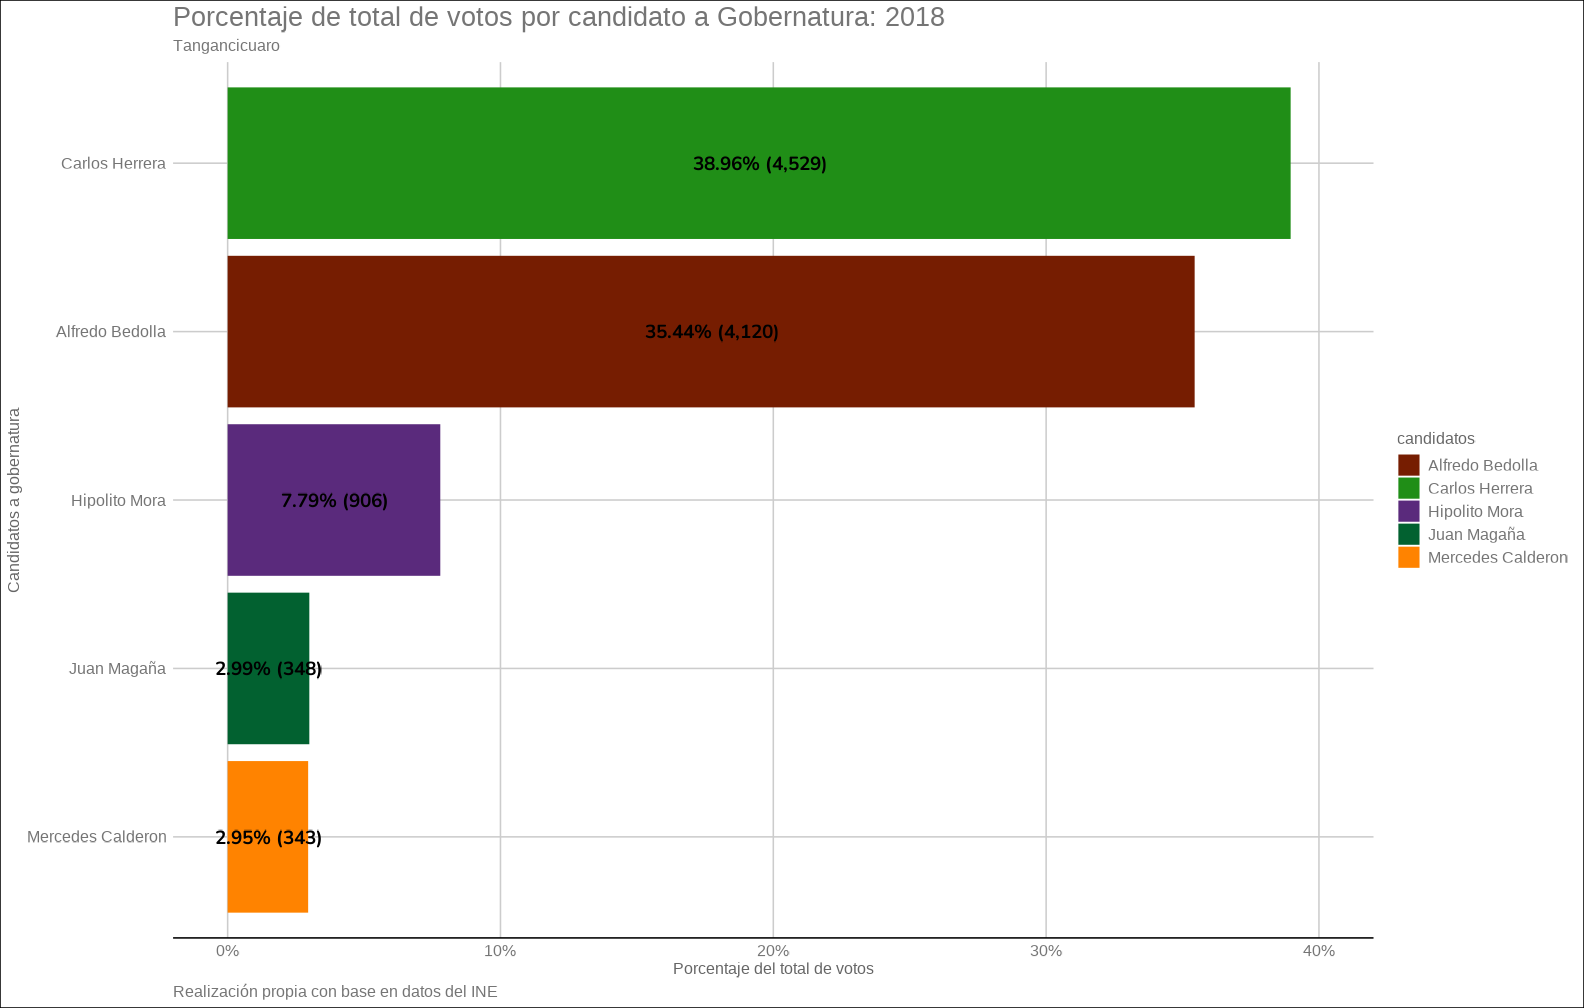 Porcentaje de total de votos por candidato a Gobernatura: 2018
Tangancicuaro
Candidatos a gobernatura
Carlos Herrera
38.96% (4,529)
Alfredo Bedolla
35.44% (4,120)
Hipolito Mora
7.79% (906)
Juan Magaña
2.99% (348)
Mercedes Calderon
2.95% (343)
0%
10%
20%
30%
40%
Porcentaje del total de votos
candidatos
Alfredo Bedolla
Carlos Herrera
Hipolito Mora
Juan Magaña
Mercedes Calderon
Realización propia con base en datos del INE